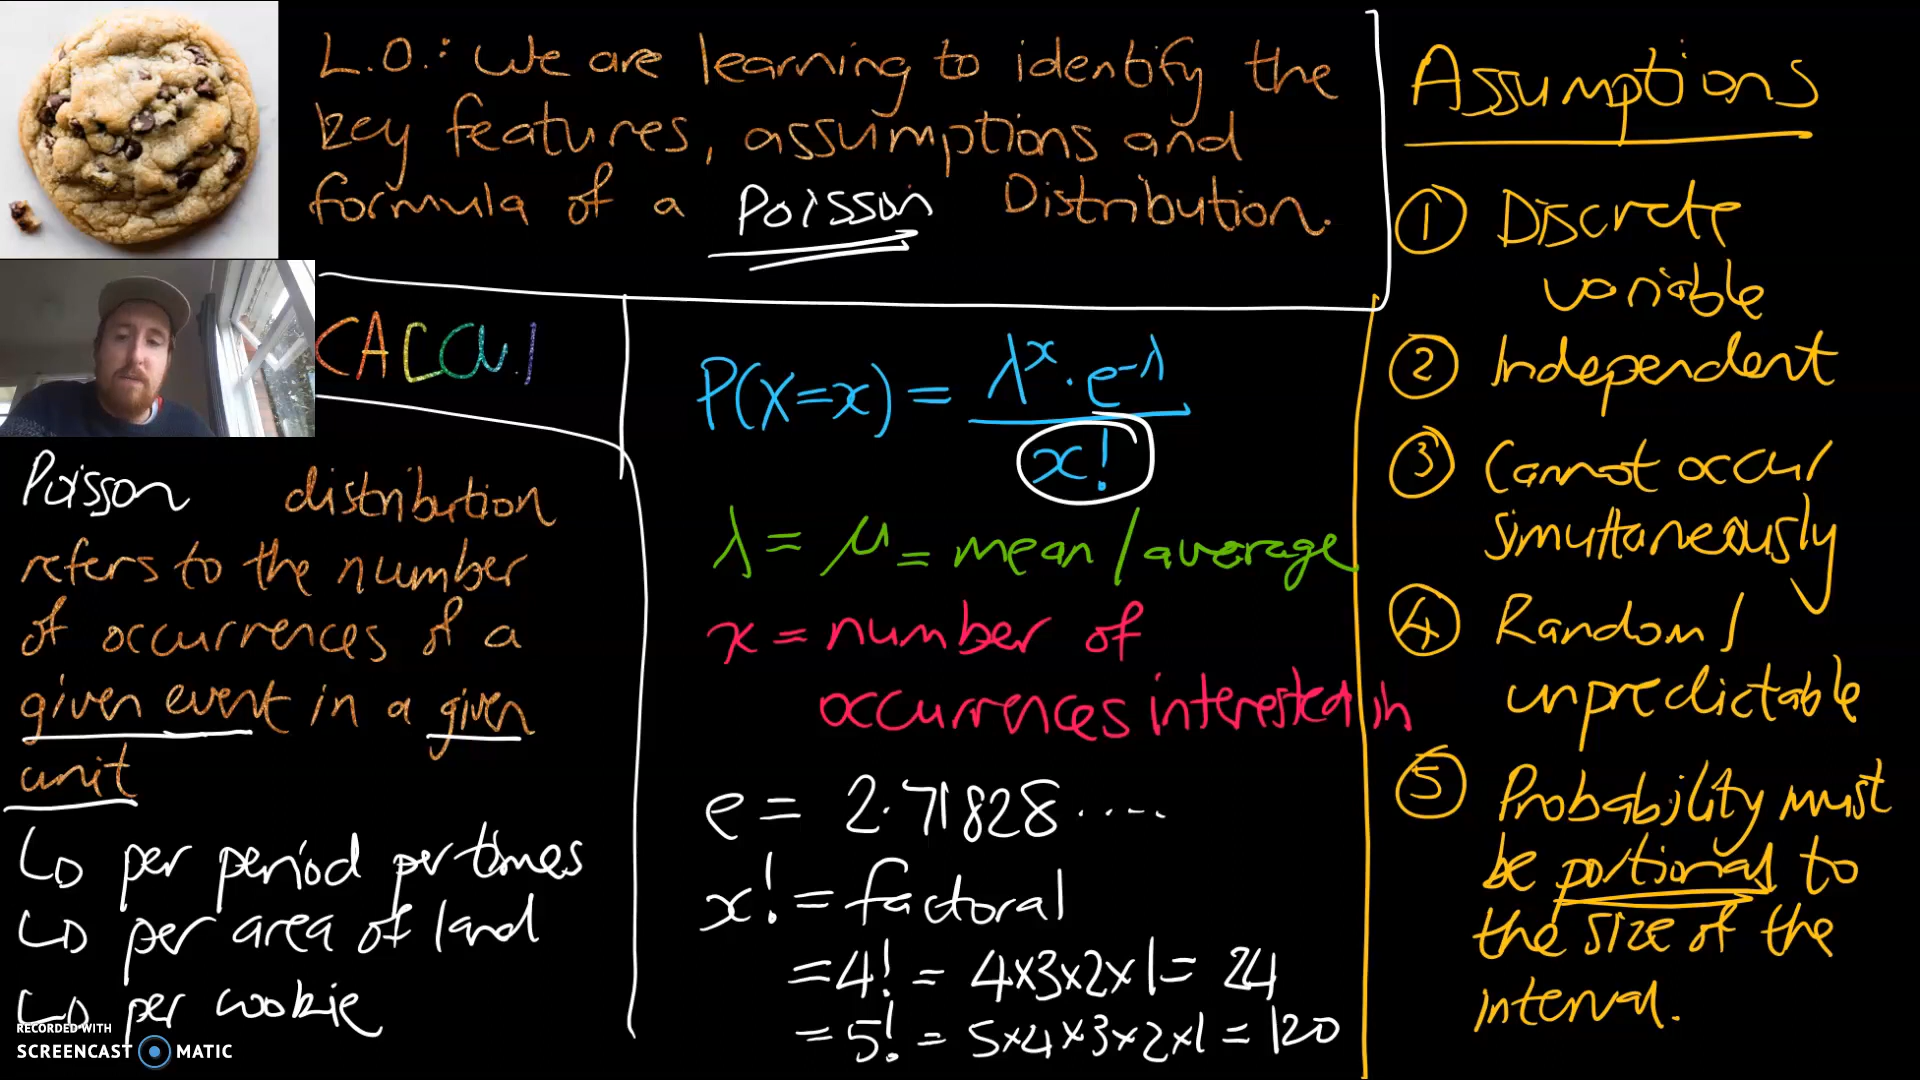 L.O.: We are learning to identify the
key features, assumptions and
formula of a Poisson Distribution.
CACCU.I
Poisson distribution
refers to the number
of occurrences of a
given event in a given
unit
↳ per period per times
↳ per area of land
↳ per cookie
RECORDED WITH
SCREENCAST MATIC
P(X=x) = λ^x · e^-λ / x!
λ = μ = mean / average
x = number of
occurrences interested in
e = 2.71828....
x! = factoral
= 4! = 4x3x2x1 = 24
= 5! = 5x4x3x2x1 = 120
Assumptions
① Discrete
variable
② Independent
③ Cannot occur
simultaneously
④ Random /
unpredictable
⑤ Probability must
be portional to
the size of the
interval.